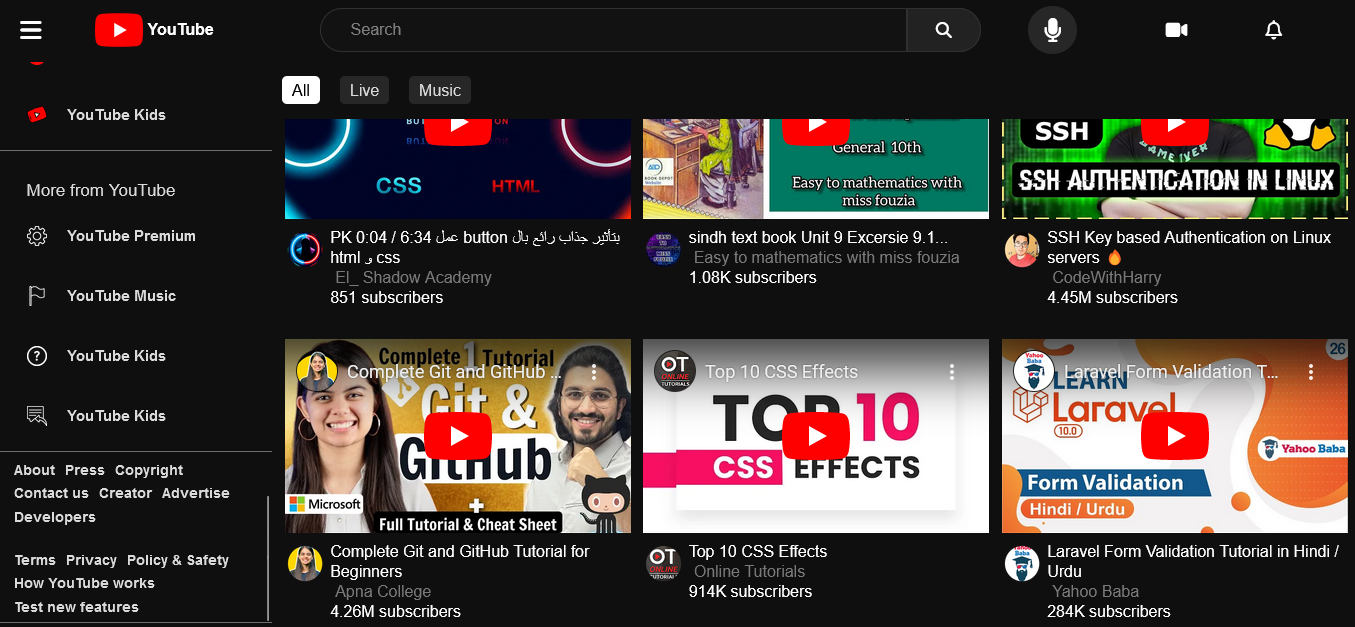 YouTube
Search
All
Live
Music
YouTube Kids
More from YouTube
YouTube Premium
YouTube Music
YouTube Kids
YouTube Kids
About Press Copyright
Contact us Creator Advertise
Developers
Terms Privacy Policy & Safety
How YouTube works
Test new features
CSS
HTML
PK 0:04 / 6:34 عمل button بتأثير جذاب رائع بال
html و css
El_ Shadow Academy
851 subscribers
General 10th
Easy to mathematics with
miss fouzia
sindh text book Unit 9 Excersie 9.1...
Easy to mathematics with miss fouzia
1.08K subscribers
SSH
SSH AUTHENTICATION IN LINUX
SSH Key based Authentication on Linux
servers 🔥
CodeWithHarry
4.45M subscribers
Complete 1 Tutorial
Complete Git and GitHub ...
Git &
GitHub
Microsoft
+
Full Tutorial & Cheat Sheet
Complete Git and GitHub Tutorial for
Beginners
Apna College
4.26M subscribers
OT
ONLINE
TUTORIALS
Top 10 CSS Effects
TOP 10
CSS EFFECTS
OT
ONLINE
Top 10 CSS Effects
Online Tutorials
914K subscribers
26
Yahoo
Baba
Laravel Form Validation T...
LEARN
Laravel
10.0
Yahoo Baba
Form Validation
Hindi / Urdu
Laravel Form Validation Tutorial in Hindi /
Urdu
Yahoo Baba
284K subscribers